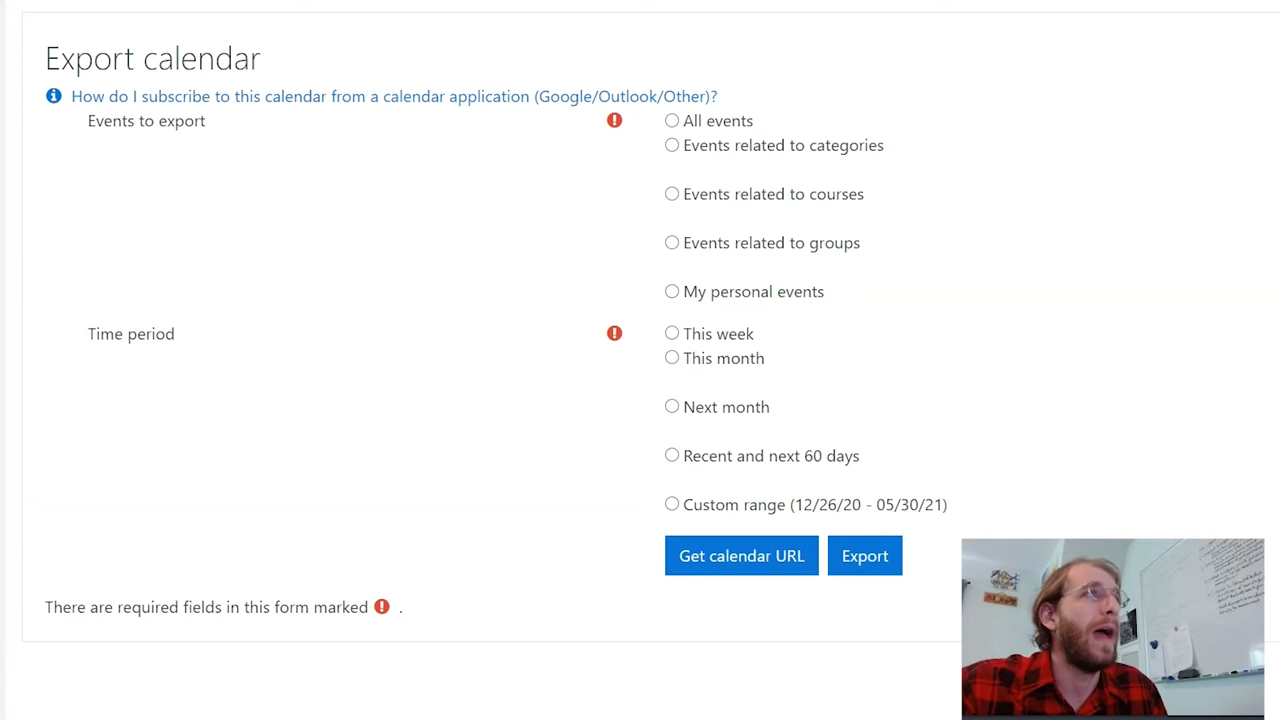 Export calendar
How do I subscribe to this calendar from a calendar application (Google/Outlook/Other)?
Events to export
All events
Events related to categories
Events related to courses
Events related to groups
My personal events
Time period
This week
This month
Next month
Recent and next 60 days
Custom range (12/26/20 - 05/30/21)
Get calendar URL
Export
There are required fields in this form marked .